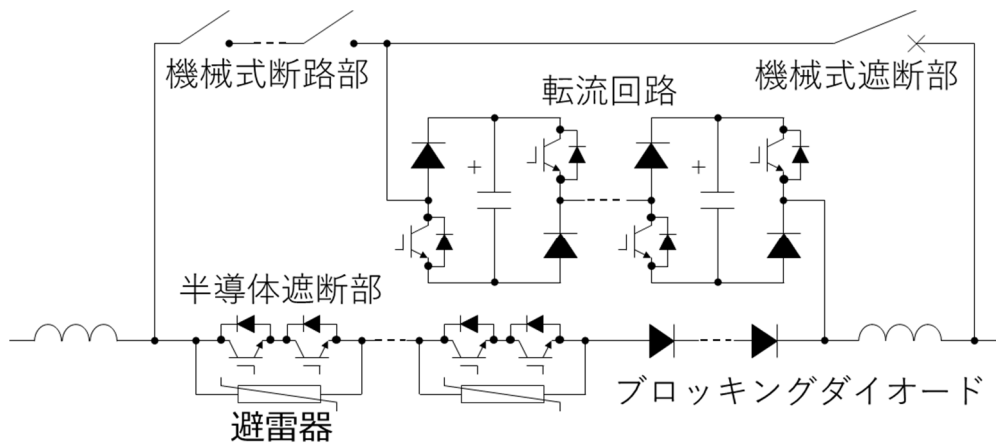 機械式断路部
機械式遮断部
転流回路
+
+
半導体遮断部
ブロッキングダイオード
避雷器